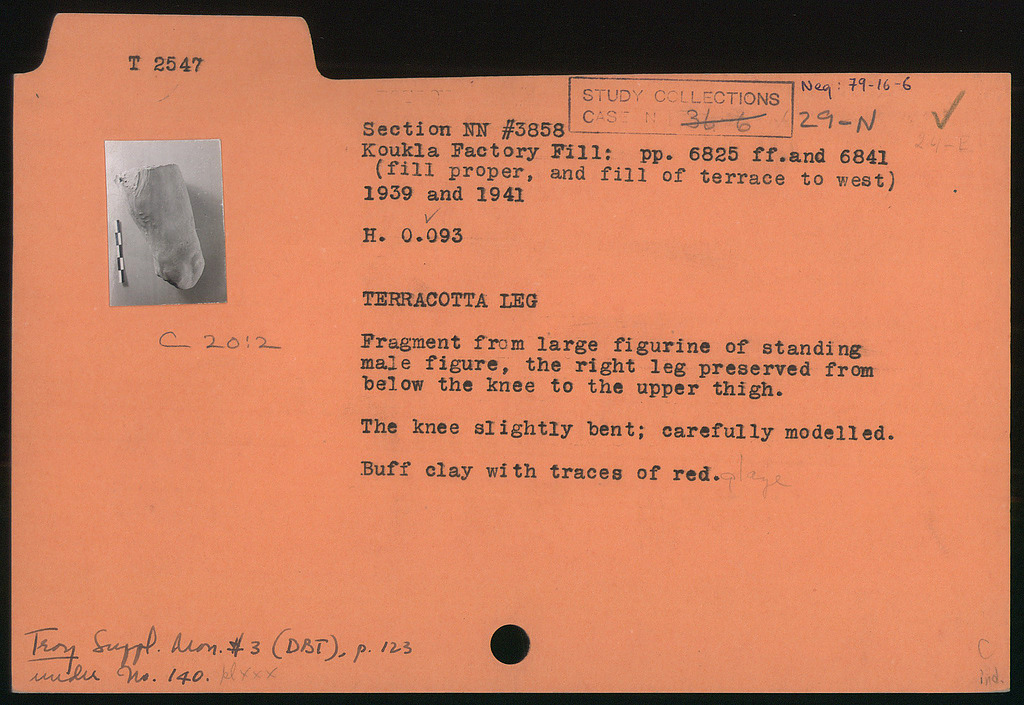 T 2547
Neg: 79-16-6
STUDY COLLECTIONS
CASE N 36 6 29-N ✓
Section NN #3858
Koukla Factory Fill: pp. 6825 ff.and 6841
(fill proper, and fill of terrace to west)
1939 and 1941
H. 0.093
TERRACOTTA LEG
C 2012
Fragment from large figurine of standing
male figure, the right leg preserved from
below the knee to the upper thigh.
The knee slightly bent; carefully modelled.
Buff clay with traces of red.
Troy Suppl. Mon. #3 (DBT), p. 123
under No. 140.
C
ind.